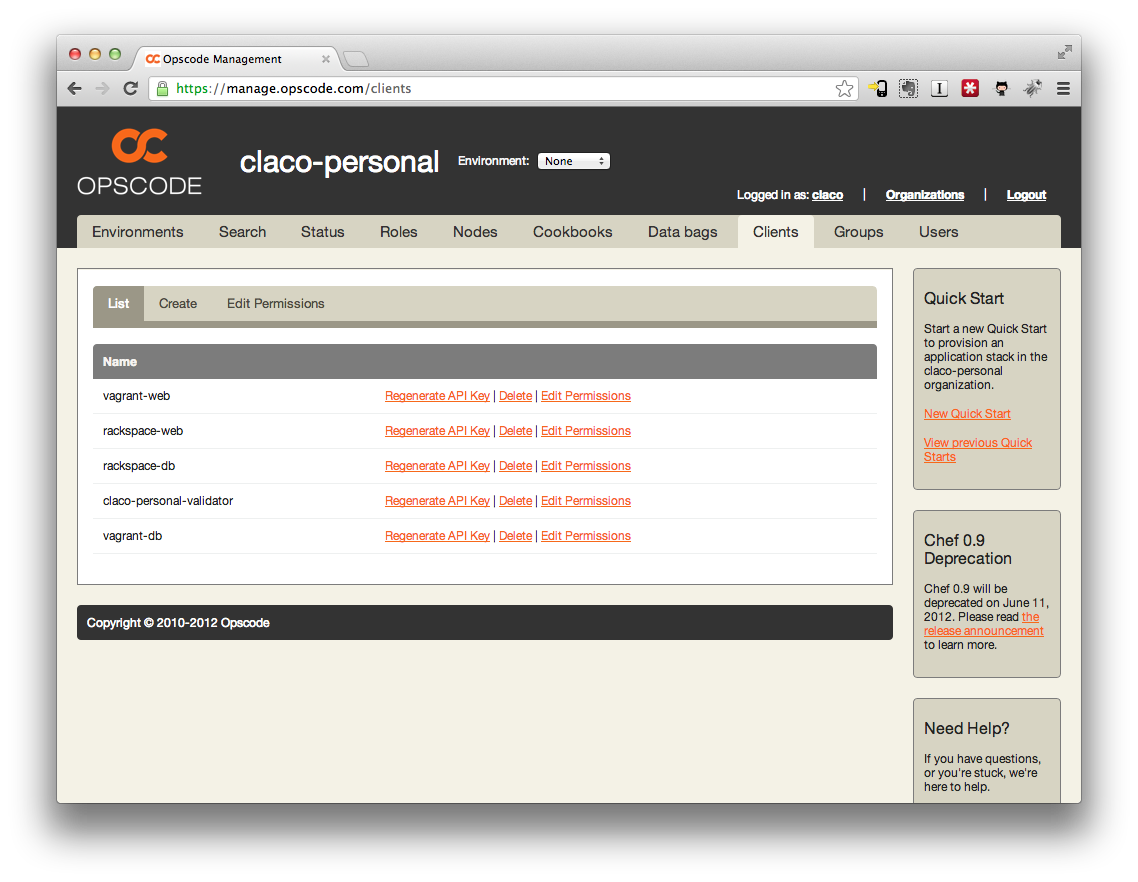 Opscode Management
https://manage.opscode.com/clients
OPSCODE
claco-personal
Environment: None
Logged in as: claco | Organizations | Logout
Environments Search Status Roles Nodes Cookbooks Data bags Clients Groups Users
List Create Edit Permissions
Name
vagrant-web Regenerate API Key | Delete | Edit Permissions
rackspace-web Regenerate API Key | Delete | Edit Permissions
rackspace-db Regenerate API Key | Delete | Edit Permissions
claco-personal-validator Regenerate API Key | Delete | Edit Permissions
vagrant-db Regenerate API Key | Delete | Edit Permissions
Copyright © 2010-2012 Opscode
Quick Start
Start a new Quick Start
to provision an
application stack in the
claco-personal
organization.
New Quick Start
View previous Quick
Starts
Chef 0.9
Deprecation
Chef 0.9 will be
deprecated on June 11,
2012. Please read the
release announcement
to learn more.
Need Help?
If you have questions,
or you're stuck, we're
here to help.